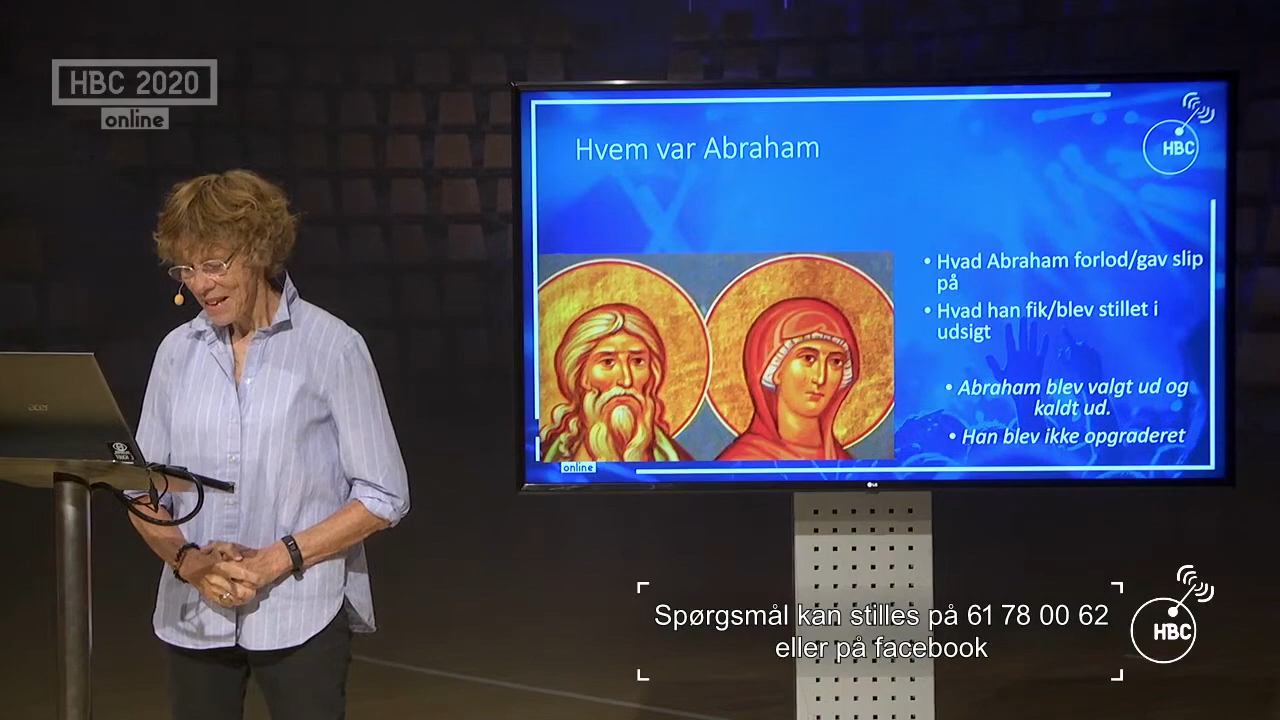 HBC 2020
online
Hvem var Abraham
HBC
• Hvad Abraham forlod/gav slip
på
• Hvad han fik/blev stillet i
udsigt
• Abraham blev valgt ud og
kaldt ud.
• Han blev ikke opgraderet
online
LG
Spørgsmål kan stilles på 61 78 00 62
eller på facebook
HBC